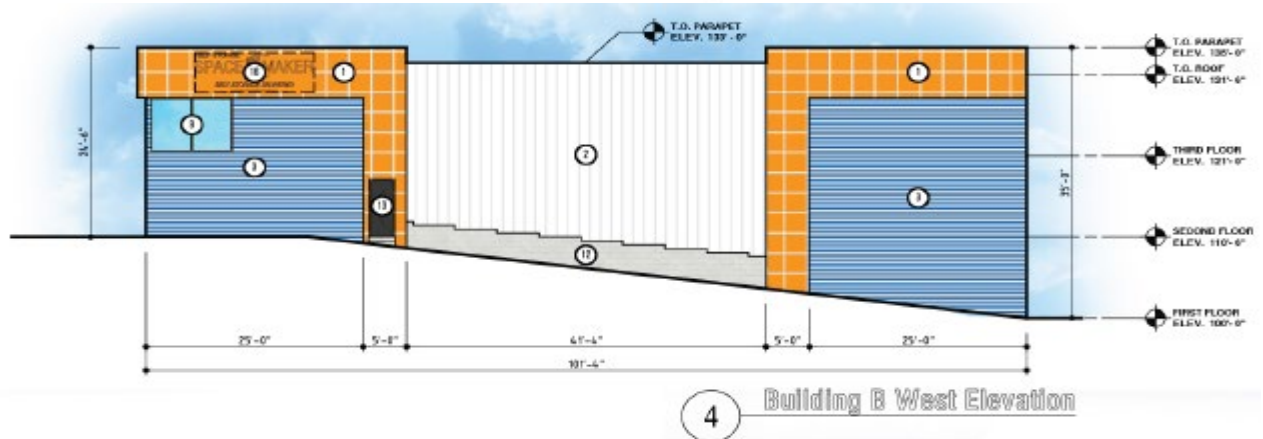 T.O. PARAPET
ELEV. 133'-0"
T.O. PARAPET
ELEV. 135'-0"
SPACE MAKER
10
1
1
T.O. ROOF
ELEV. 131'-6"
9
24'-6"
3
2
THIRD FLOOR
ELEV. 121'-0"
13
3
35'-0"
12
SECOND FLOOR
ELEV. 110'-6"
FIRST FLOOR
ELEV. 100'-0"
25'-0"
5'-0"
41'-4"
5'-0"
25'-0"
101'-4"
4
Building B West Elevation